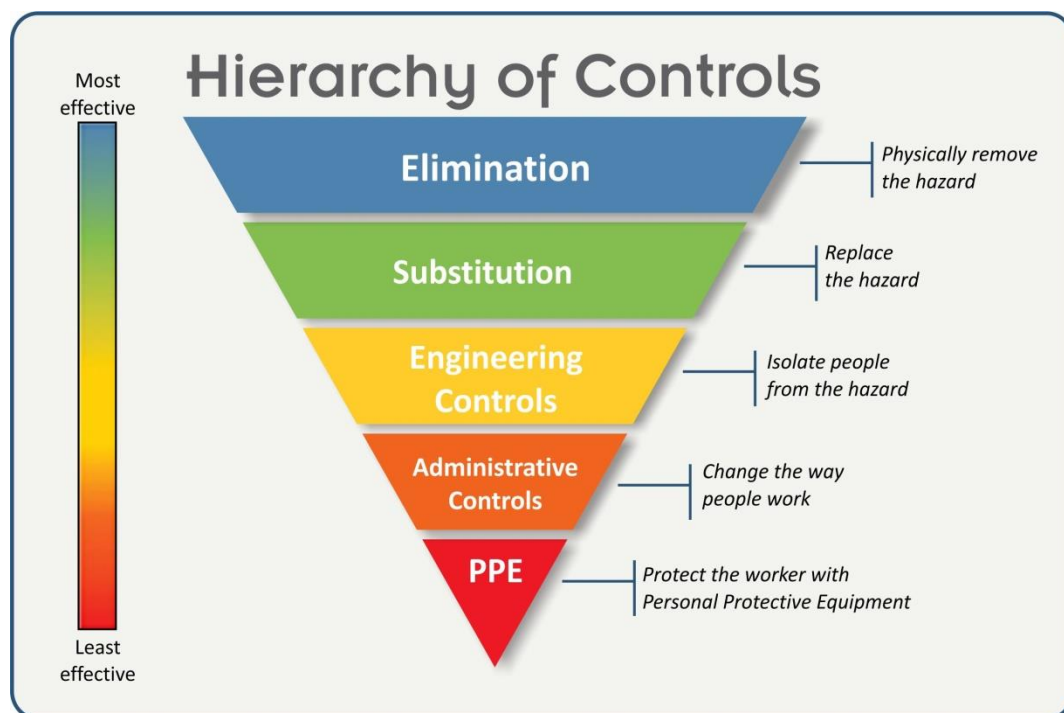 Hierarchy of Controls
Most
effective
Elimination
Physically remove
the hazard
Substitution
Replace
the hazard
Engineering
Controls
Isolate people
from the hazard
Administrative
Controls
Change the way
people work
PPE
Protect the worker with
Personal Protective Equipment
Least
effective